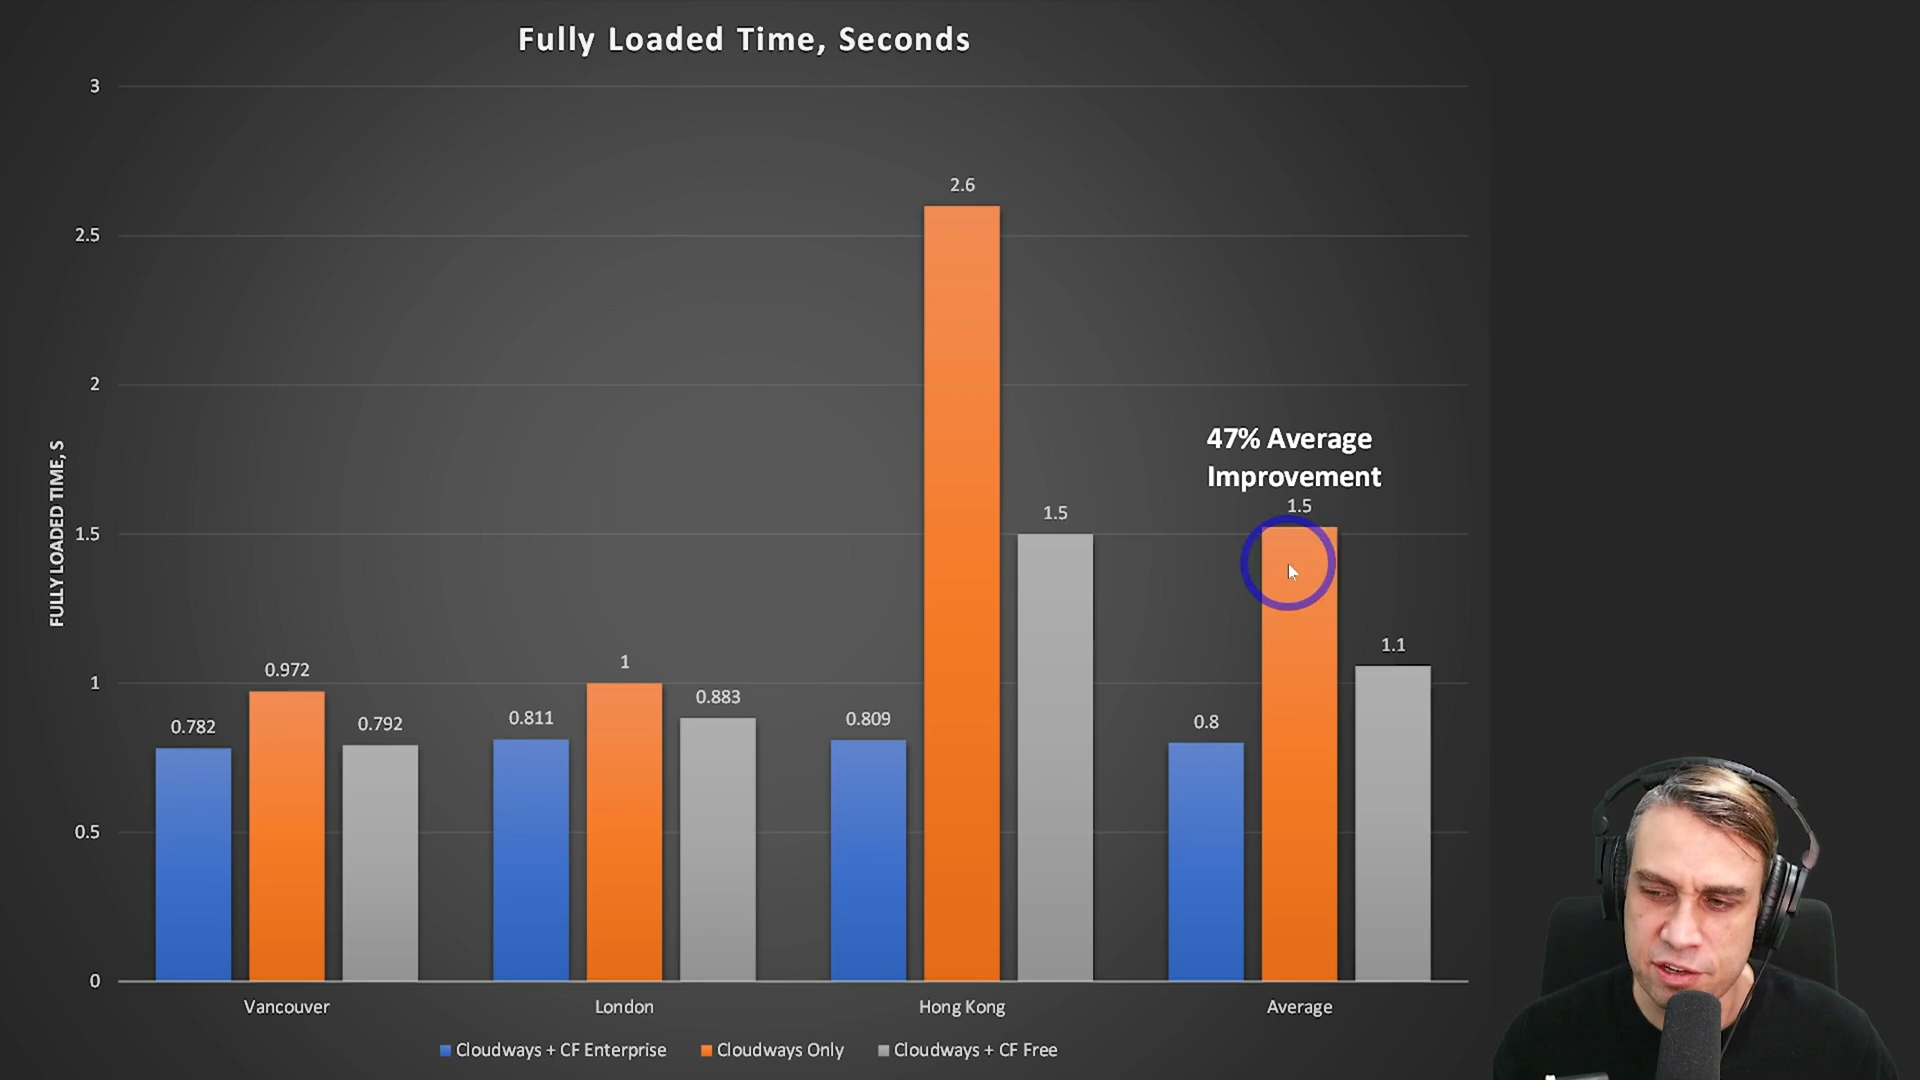 Fully Loaded Time, Seconds
3
2.5
2
1.5
1
0.5
0
FULLY LOADED TIME, S
0.782
0.972
0.792
0.811
1
0.883
0.809
2.6
1.5
47% Average
Improvement
0.8
1.5
1.1
Vancouver
London
Hong Kong
Average
Cloudways + CF Enterprise
Cloudways Only
Cloudways + CF Free